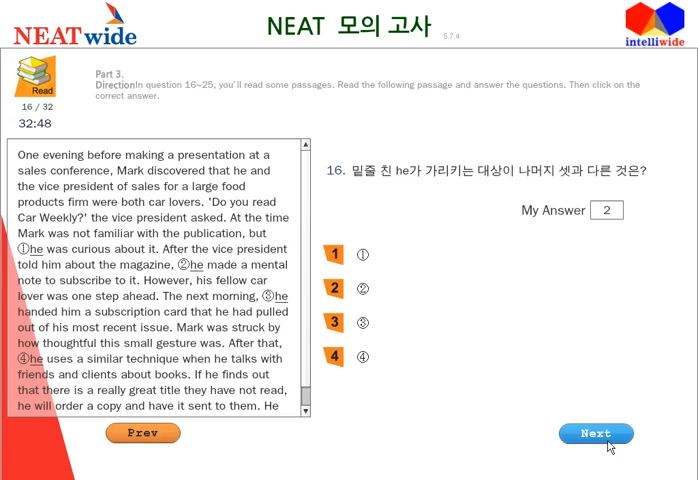 NEATwide
NEAT 모의 고사
5.7.4
intelliwide
Read
16 / 32
32:48
Part 3.
DirectionIn question 16~25, you'll read some passages. Read the following passage and answer the questions. Then click on the
correct answer.
One evening before making a presentation at a
sales conference, Mark discovered that he and
the vice president of sales for a large food
products firm were both car lovers. 'Do you read
Car Weekly?' the vice president asked. At the time
Mark was not familiar with the publication, but
①he was curious about it. After the vice president
told him about the magazine, ②he made a mental
note to subscribe to it. However, his fellow car
lover was one step ahead. The next morning, ③he
handed him a subscription card that he had pulled
out of his most recent issue. Mark was struck by
how thoughtful this small gesture was. After that,
④he uses a similar technique when he talks with
friends and clients about books. If he finds out
that there is a really great title they have not read,
he will order a copy and have it sent to them. He
16. 밑줄 친 he가 가리키는 대상이 나머지 셋과 다른 것은?
My Answer 2
1 ①
2 ②
3 ③
4 ④
Prev
Next